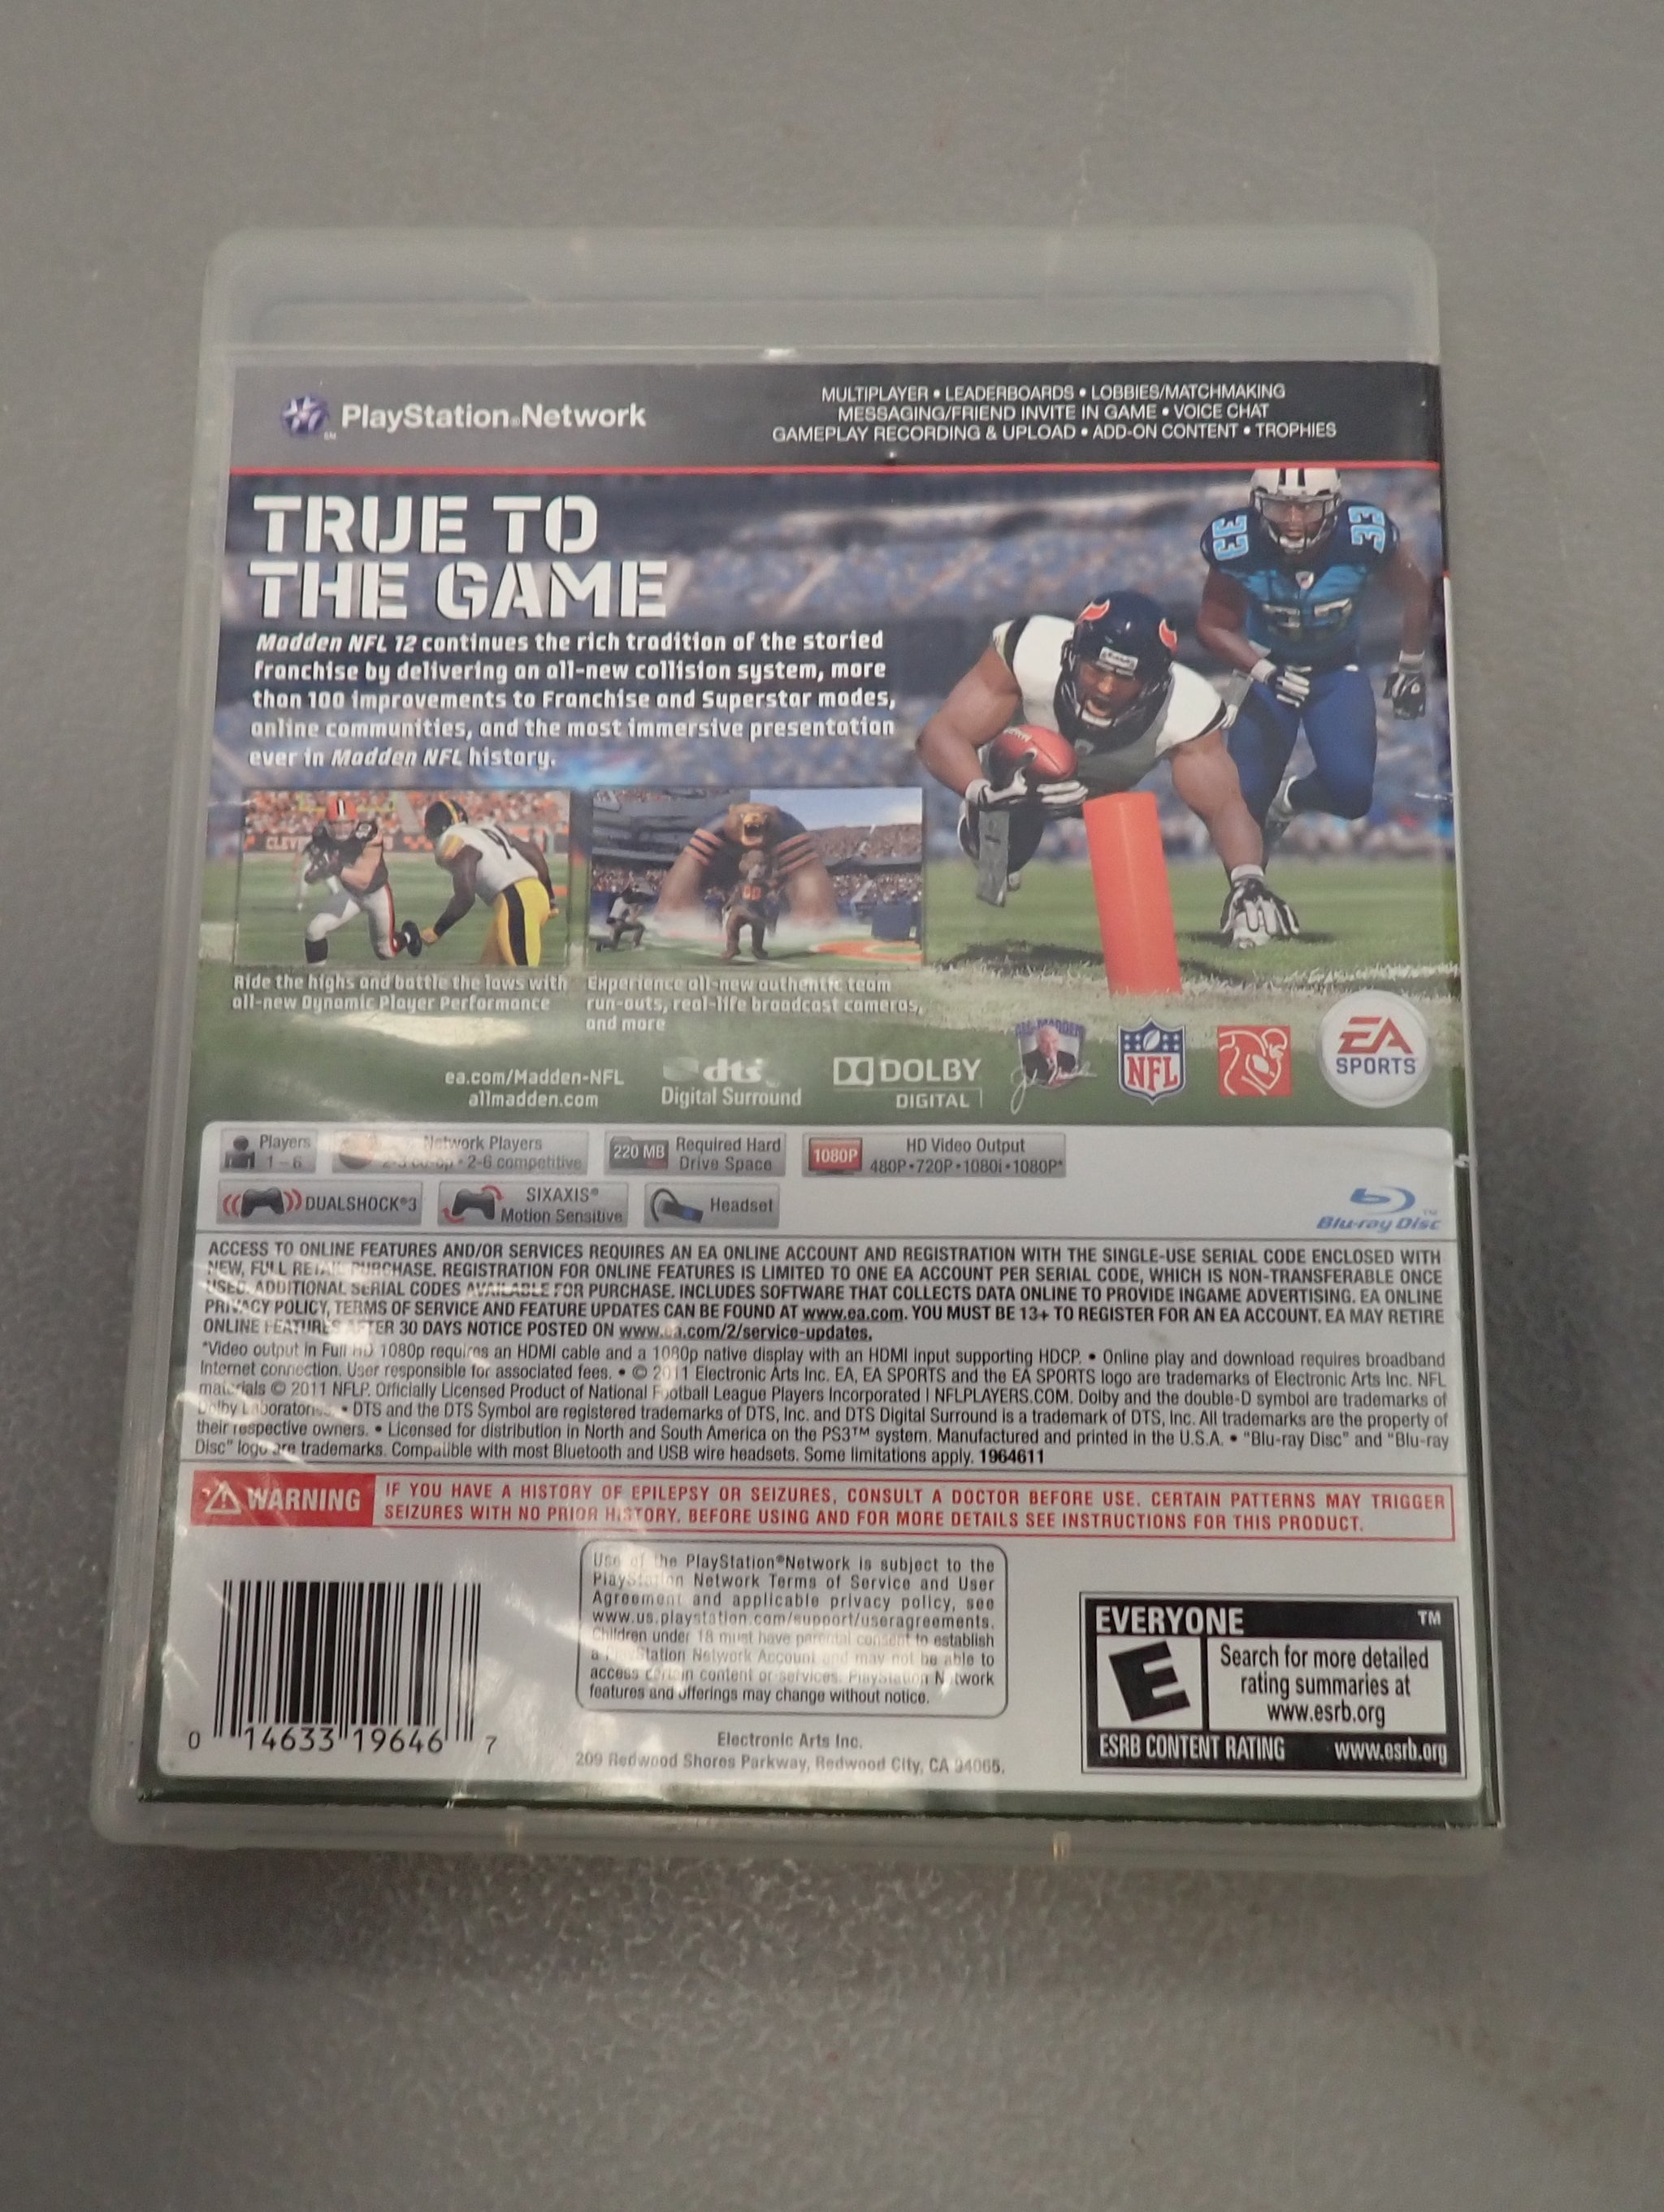 PlayStation®Network
MULTIPLAYER • LEADERBOARDS • LOBBIES/MATCHMAKING
MESSAGING/FRIEND INVITE IN GAME • VOICE CHAT
GAMEPLAY RECORDING & UPLOAD • ADD-ON CONTENT • TROPHIES
TRUE TO
THE GAME
Madden NFL 12 continues the rich tradition of the storied
franchise by delivering an all-new collision system, more
than 100 improvements to Franchise and Superstar modes,
online communities, and the most immersive presentation
ever in Madden NFL history.
33
33
33
Ride the highs and battle the lows with
all-new Dynamic Player Performance
Experience all-new authentic team
run-outs, real-life broadcast cameras,
and more
ea.com/Madden-NFL
allmadden.com
dts
Digital Surround
DOLBY
DIGITAL
ALL-MADDEN
NFL
EA
SPORTS
Players
1 – 6
Network Players
2-3 co-op • 2-6 competitive
220 MB
Required Hard
Drive Space
1080P
HD Video Output
480P•720P•1080i•1080P*
DUALSHOCK®3
SIXAXIS®
Motion Sensitive
Headset
Blu-ray Disc™
ACCESS TO ONLINE FEATURES AND/OR SERVICES REQUIRES AN EA ONLINE ACCOUNT AND REGISTRATION WITH THE SINGLE-USE SERIAL CODE ENCLOSED WITH
NEW, FULL RETAIL PURCHASE. REGISTRATION FOR ONLINE FEATURES IS LIMITED TO ONE EA ACCOUNT PER SERIAL CODE, WHICH IS NON-TRANSFERABLE ONCE
USED. ADDITIONAL SERIAL CODES AVAILABLE FOR PURCHASE. INCLUDES SOFTWARE THAT COLLECTS DATA ONLINE TO PROVIDE INGAME ADVERTISING. EA ONLINE
PRIVACY POLICY, TERMS OF SERVICE AND FEATURE UPDATES CAN BE FOUND AT www.ea.com. YOU MUST BE 13+ TO REGISTER FOR AN EA ACCOUNT. EA MAY RETIRE
ONLINE FEATURES AFTER 30 DAYS NOTICE POSTED ON www.ea.com/2/service-updates.
*Video output in Full HD 1080p requires an HDMI cable and a 1080p native display with an HDMI input supporting HDCP. • Online play and download requires broadband
Internet connection. User responsible for associated fees. • © 2011 Electronic Arts Inc. EA, EA SPORTS and the EA SPORTS logo are trademarks of Electronic Arts Inc. NFL
materials © 2011 NFLP. Officially Licensed Product of National Football League Players Incorporated | NFLPLAYERS.COM. Dolby and the double-D symbol are trademarks of
Dolby Laboratories. • DTS and the DTS Symbol are registered trademarks of DTS, Inc. and DTS Digital Surround is a trademark of DTS, Inc. All trademarks are the property of
their respective owners. • Licensed for distribution in North and South America on the PS3™ system. Manufactured and printed in the U.S.A. • "Blu-ray Disc" and "Blu-ray
Disc" logo are trademarks. Compatible with most Bluetooth and USB wire headsets. Some limitations apply. 1964611
WARNING
IF YOU HAVE A HISTORY OF EPILEPSY OR SEIZURES, CONSULT A DOCTOR BEFORE USE. CERTAIN PATTERNS MAY TRIGGER
SEIZURES WITH NO PRIOR HISTORY. BEFORE USING AND FOR MORE DETAILS SEE INSTRUCTIONS FOR THIS PRODUCT.
Use of the PlayStation®Network is subject to the
PlayStation Network Terms of Service and User
Agreement and applicable privacy policy, see
www.us.playstation.com/support/useragreements.
Children under 18 must have parental consent to establish
a PlayStation Network Account and may not be able to
access certain content or services. PlayStation Network
features and offerings may change without notice.
Electronic Arts Inc.
209 Redwood Shores Parkway, Redwood City, CA 94065.
0 14633 19646 7
EVERYONE ™
E
Search for more detailed
rating summaries at
www.esrb.org
ESRB CONTENT RATING www.esrb.org